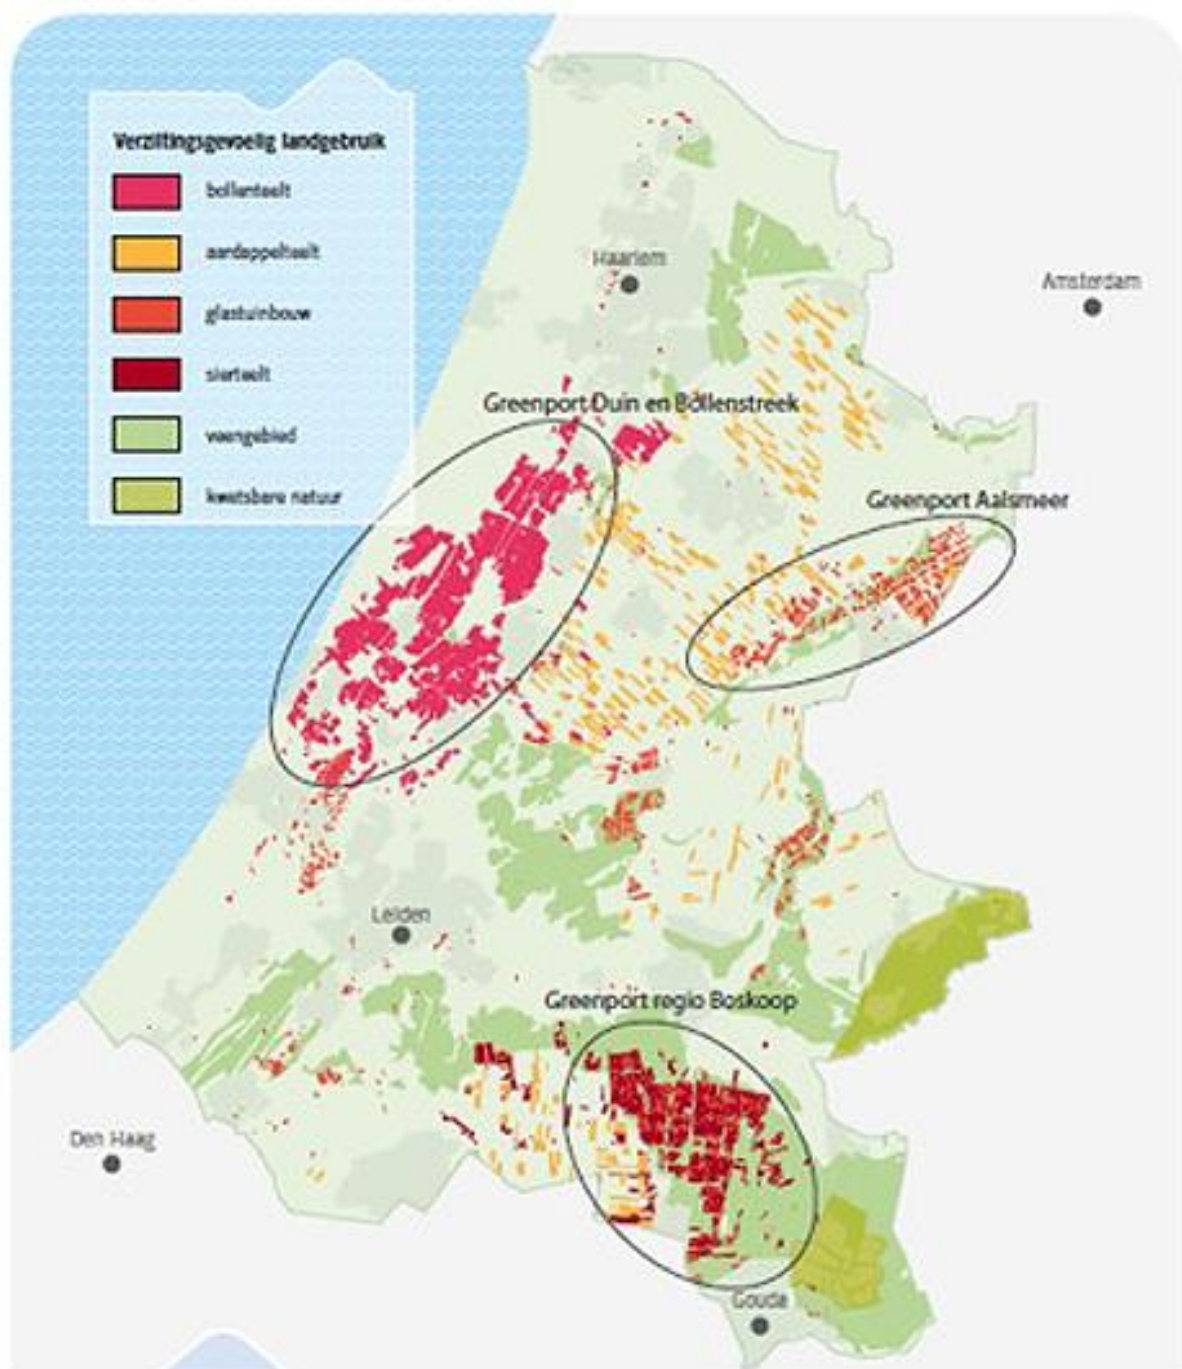 Verziltingsgevoelig landgebruik
bollenteelt
aardappelteelt
glastuinbouw
sierteelt
veengebied
kwetsbare natuur
Haarlem
Amsterdam
Greenport Duin en Bollenstreek
Greenport Aalsmeer
Leiden
Greenport regio Boskoop
Den Haag
Gouda